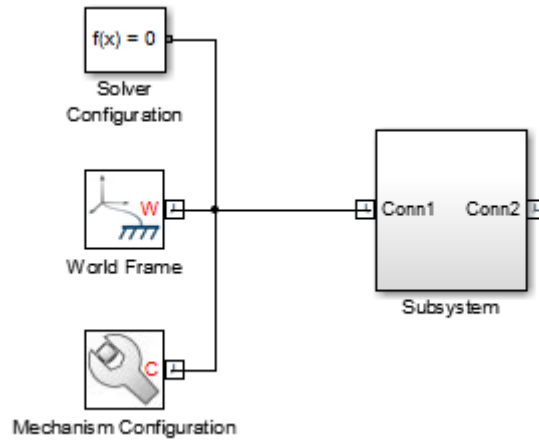 f(x) = 0
Solver
Configuration
W
World Frame
Conn1 Conn2
Subsystem
C
Mechanism Configuration